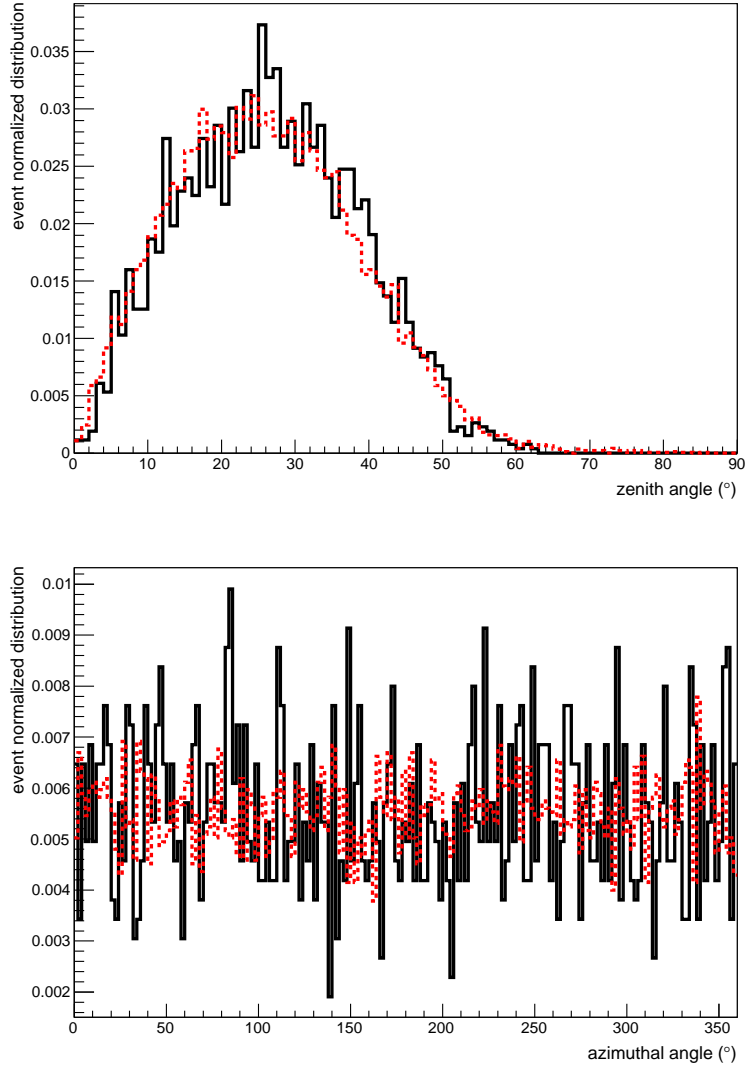 event normalized distribution
0.035
0.03
0.025
0.02
0.015
0.01
0.005
0
0 10 20 30 40 50 60 70 80 90
zenith angle (°)
event normalized distribution
0.01
0.009
0.008
0.007
0.006
0.005
0.004
0.003
0.002
0 50 100 150 200 250 300 350
azimuthal angle (°)